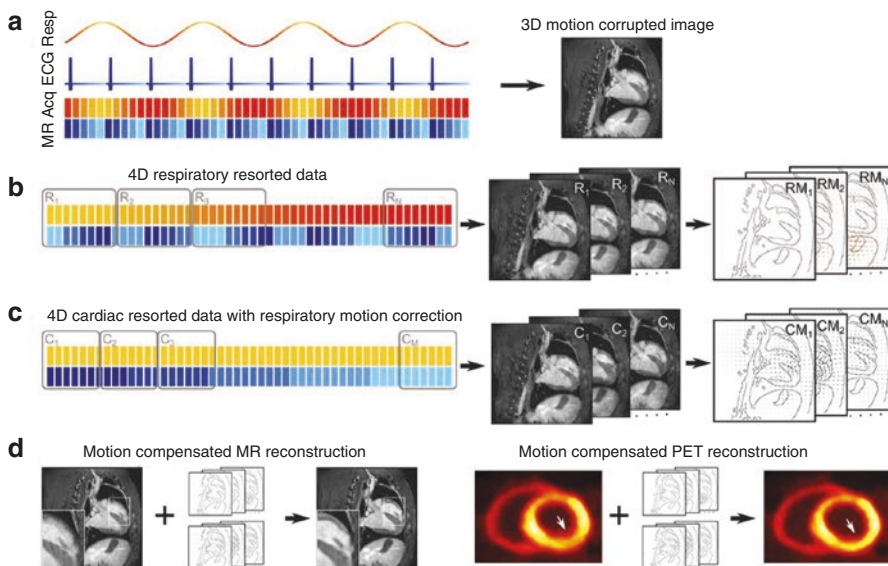 a
Resp
ECG
MR Acq
3D motion corrupted image
b
4D respiratory resorted data
R1
R2
R3
RN
R1
R2
RN
RM1
RM2
RMN
c
4D cardiac resorted data with respiratory motion correction
C1
C2
C3
CM
C1
C2
CN
CM1
CM2
CMN
d
Motion compensated MR reconstruction
Motion compensated PET reconstruction